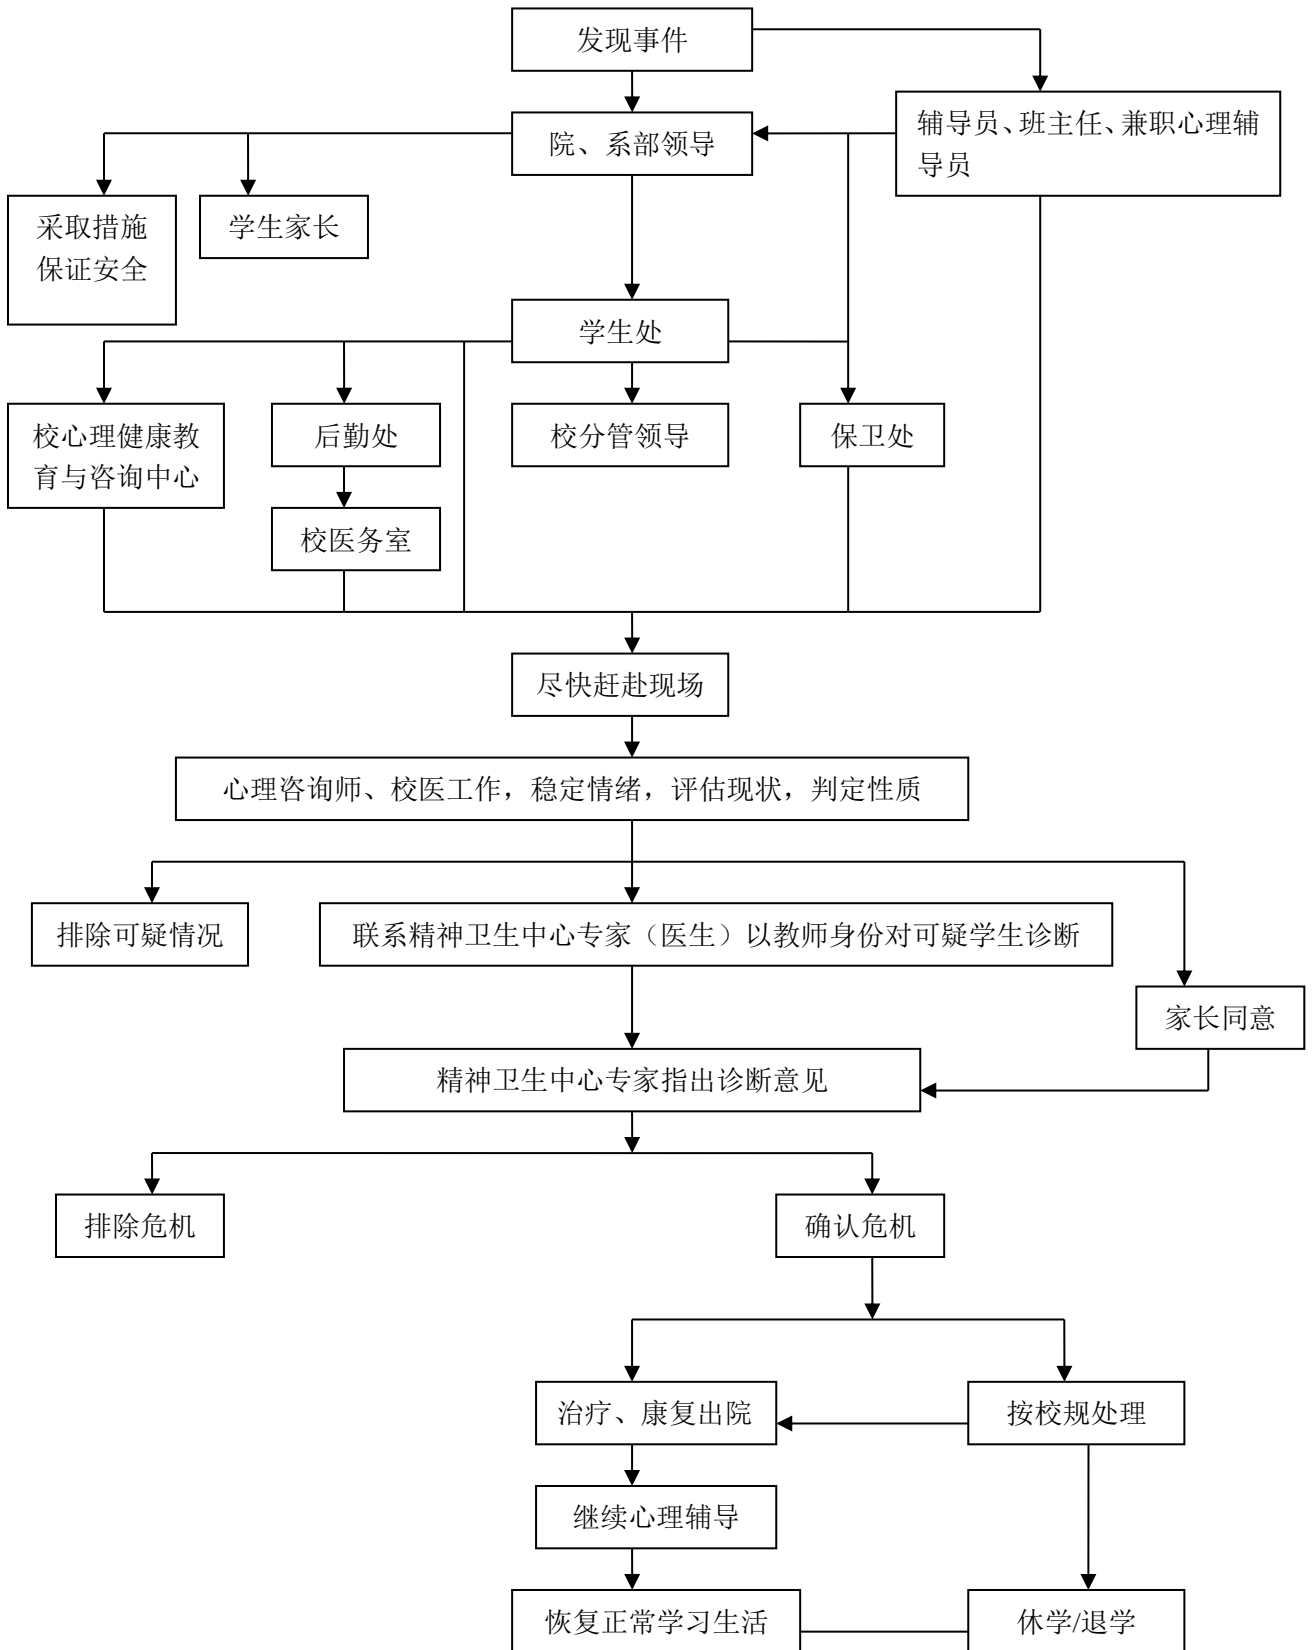 发现事件
辅导员、班主任、兼职心理辅
导员
院、系部领导
采取措施
保证安全
学生家长
学生处
校心理健康教
育与咨询中心
后勤处
校分管领导
保卫处
校医务室
尽快赶赴现场
心理咨询师、校医工作，稳定情绪，评估现状，判定性质
排除可疑情况
联系精神卫生中心专家（医生）以教师身份对可疑学生诊断
家长同意
精神卫生中心专家指出诊断意见
排除危机
确认危机
治疗、康复出院
按校规处理
继续心理辅导
恢复正常学习生活
休学/退学